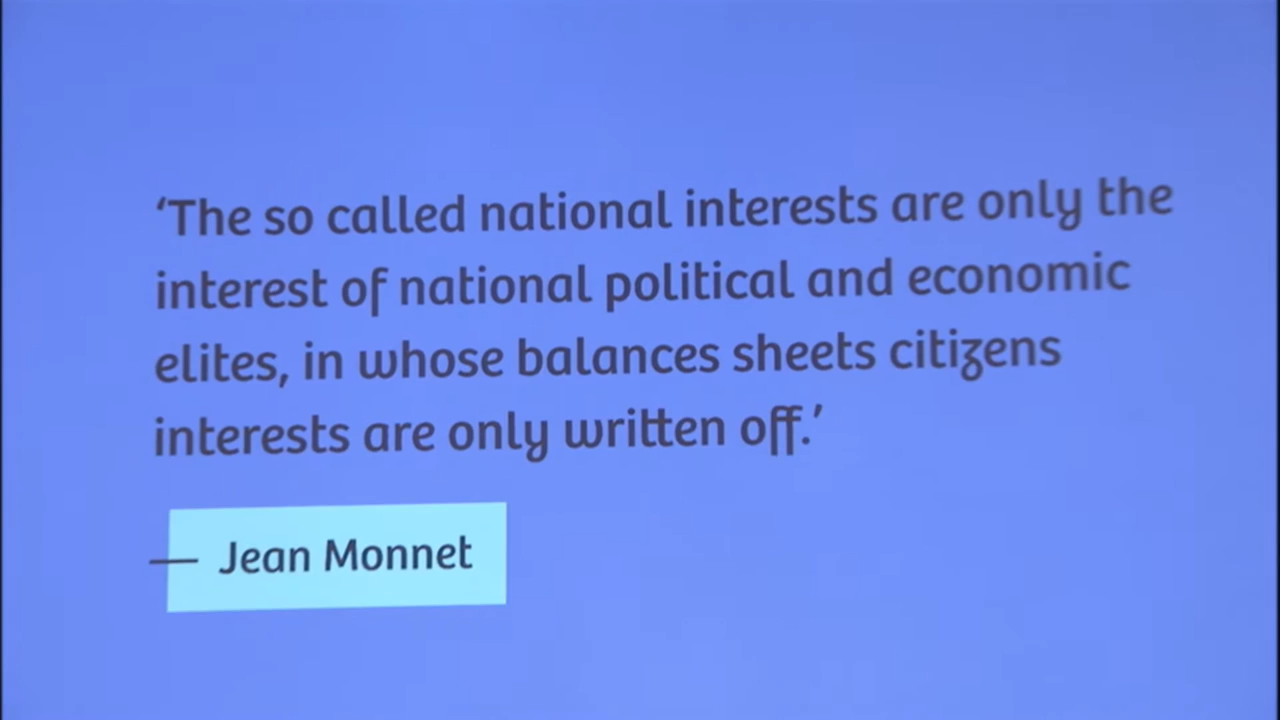 ‘The so called national interests are only the
interest of national political and economic
elites, in whose balances sheets citizens
interests are only written off.’
— Jean Monnet